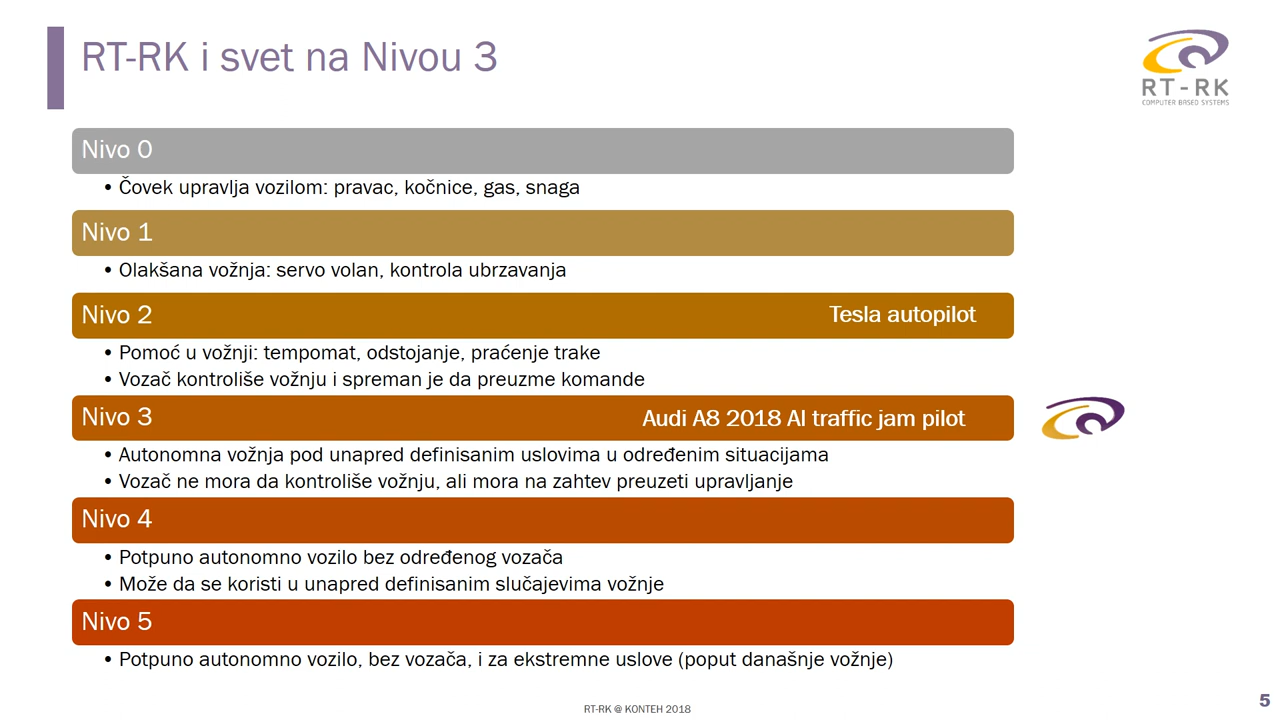 RT-RK i svet na Nivou 3
RT-RK
COMPUTER BASED SYSTEMS
Nivo 0
• Čovek upravlja vozilom: pravac, kočnice, gas, snaga
Nivo 1
• Olakšana vožnja: servo volan, kontrola ubrzavanja
Nivo 2
Tesla autopilot
• Pomoć u vožnji: tempomat, odstojanje, praćenje trake
• Vozač kontroliše vožnju i spreman je da preuzme komande
Nivo 3
Audi A8 2018 AI traffic jam pilot
• Autonomna vožnja pod unapred definisanim uslovima u određenim situacijama
• Vozač ne mora da kontroliše vožnju, ali mora na zahtev preuzeti upravljanje
Nivo 4
• Potpuno autonomno vozilo bez određenog vozača
• Može da se koristi u unapred definisanim slučajevima vožnje
Nivo 5
• Potpuno autonomno vozilo, bez vozača, i za ekstremne uslove (poput današnje vožnje)
RT-RK @ KONTEH 2018
5